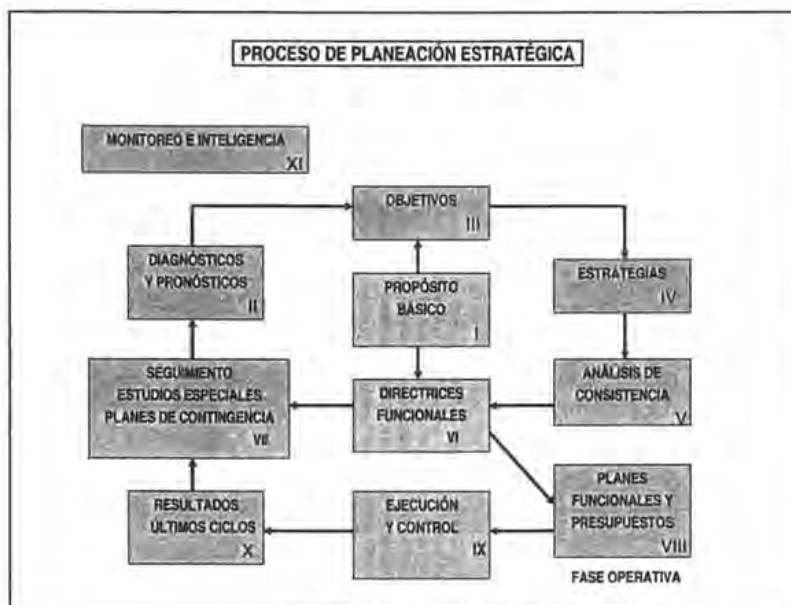 PROCESO DE PLANEACIÓN ESTRATÉGICA
MONITOREO E INTELIGENCIA
XI
OBJETIVOS
III
DIAGNÓSTICOS
Y PRONÓSTICOS
II
PROPÓSITO
BÁSICO
I
ESTRATEGIAS
IV
SEGUIMIENTO
ESTUDIOS ESPECIALES
PLANES DE CONTINGENCIA
VII
DIRECTRICES
FUNCIONALES
VI
ANÁLISIS DE
CONSISTENCIA
V
RESULTADOS
ÚLTIMOS CICLOS
X
EJECUCIÓN
Y CONTROL
IX
PLANES
FUNCIONALES Y
PRESUPUESTOS
VIII
FASE OPERATIVA